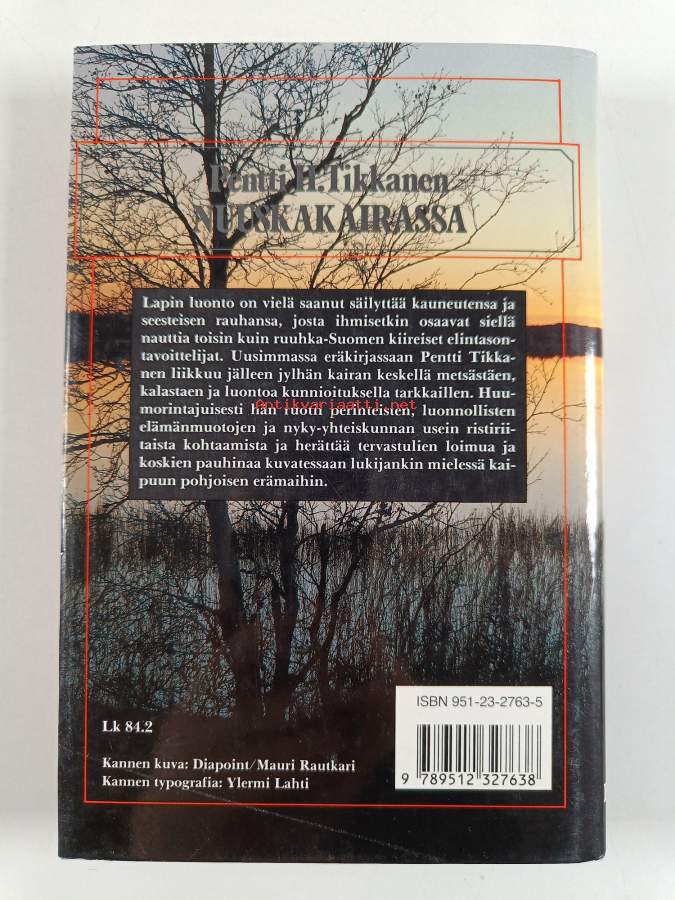 Pentti H. Tikkanen
NUUSKAKAIRASSA
Lapin luonto on vielä saanut säilyttää kauneutensa ja
seesteisen rauhansa, josta ihmisetkin osaavat siellä
nauttia toisin kuin ruuhka-Suomen kiireiset elintason-
tavoittelijat. Uusimmassa eräkirjassaan Pentti Tikka-
nen liikkuu jälleen jylhän kairan keskellä metsästäen,
kalastaen ja luontoa kunnioituksella tarkkaillen. Huu-
Antikvariaatti.net
morintajuisesti hän ruotii perinteisten, luonnollisten
elämänmuotojen ja nyky-yhteiskunnan usein ristirii-
taista kohtaamista ja herättää tervastulien loimua ja
koskien pauhinaa kuvatessaan lukijankin mielessä kai-
puun pohjoisen erämaihin.
ISBN 951-23-2763-5
Lk 84.2
Kannen kuva: Diapoint/Mauri Rautkari
Kannen typografia: Ylermi Lahti
9 789512 327638